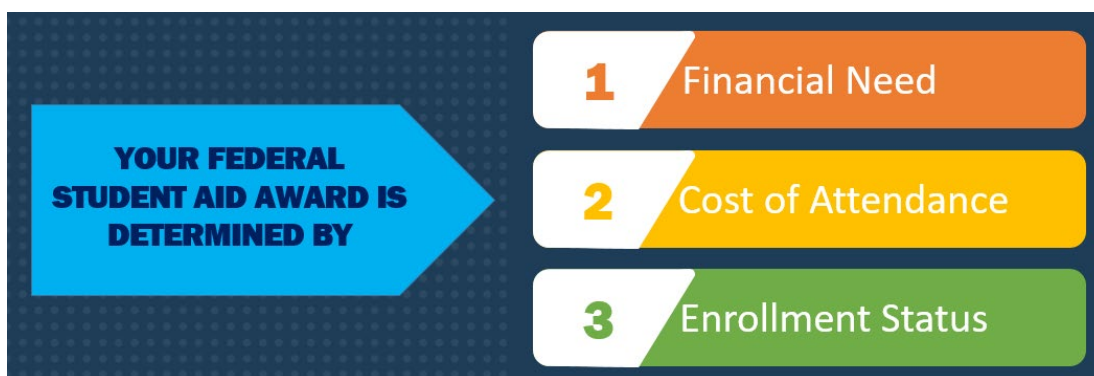 YOUR FEDERAL
STUDENT AID AWARD IS
DETERMINED BY
1 Financial Need
2 Cost of Attendance
3 Enrollment Status